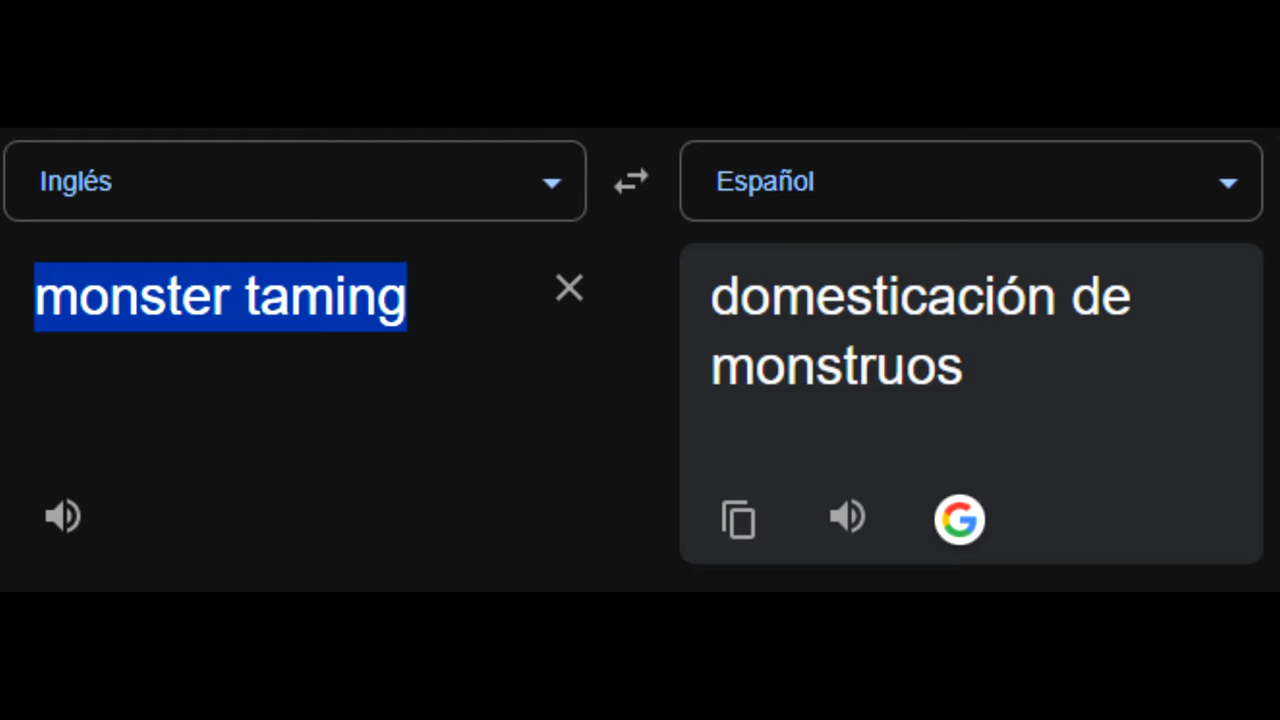 Inglés
Español
monster taming
domesticación de
monstruos